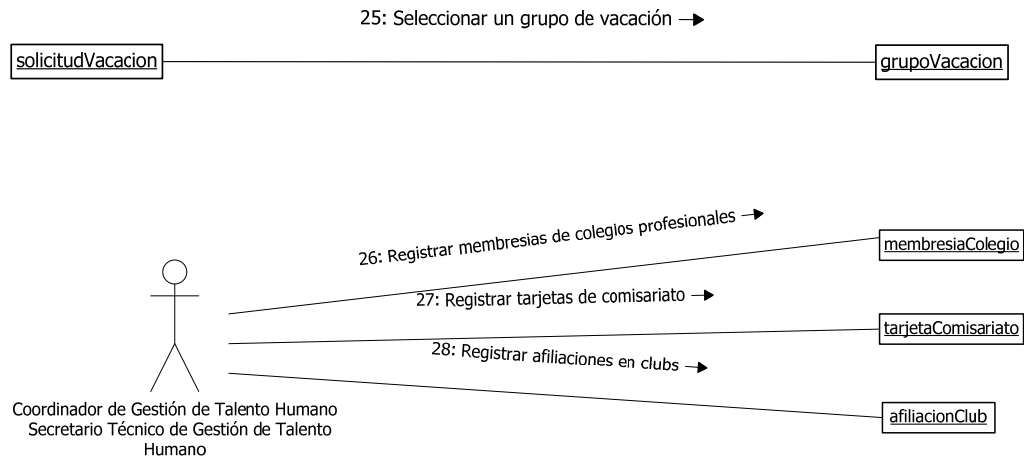 25: Seleccionar un grupo de vacación
solicitudVacacion
grupoVacacion
26: Registrar membresias de colegios profesionales
membresiaColegio
27: Registrar tarjetas de comisariato
tarjetaComisariato
28: Registrar afiliaciones en clubs
afiliacionClub
Coordinador de Gestión de Talento Humano
Secretario Técnico de Gestión de Talento
Humano